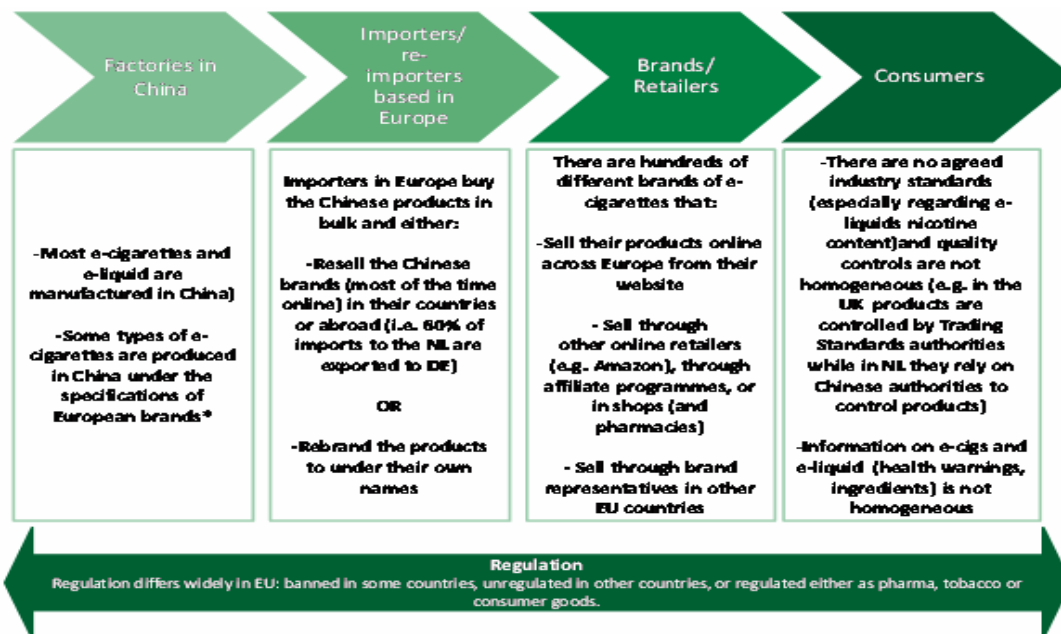 Factories in
China
Importers/
re-
importers
based in
Europe
Brands/
Retailers
Consumers
-Most e-cigarettes and
e-liquid are
manufactured in China)
-Some types of e-
cigarettes are produced
in China under the
specifications of
European brands*
Importers in Europe buy
the Chinese products in
bulk and either:
-Resell the Chinese
brands (most of the time
online) in their countries
or abroad (i.e. 60% of
imports to the NL are
exported to DE)
OR
-Rebrand the products
to under their own
names
There are hundreds of
different brands of e-
cigarettes that:
-Sell their products online
across Europe from their
website
- Sell through
other online retailers
(e.g. Amazon), through
affiliate programmes, or
in shops (and
pharmacies)
- Sell through brand
representatives in other
EU countries
-There are no agreed
industry standards
(especially regarding e-
liquids nicotine
content)and quality
controls are not
homogeneous (e.g. in the
UK products are
controlled by Trading
Standards authorities
while in NL they rely on
Chinese authorities to
control products)
-Information on e-cigs and
e-liquid (health warnings,
ingredients) is not
homogeneous
Regulation
Regulation differs widely in EU: banned in some countries, unregulated in other countries, or regulated either as pharma, tobacco or
consumer goods.